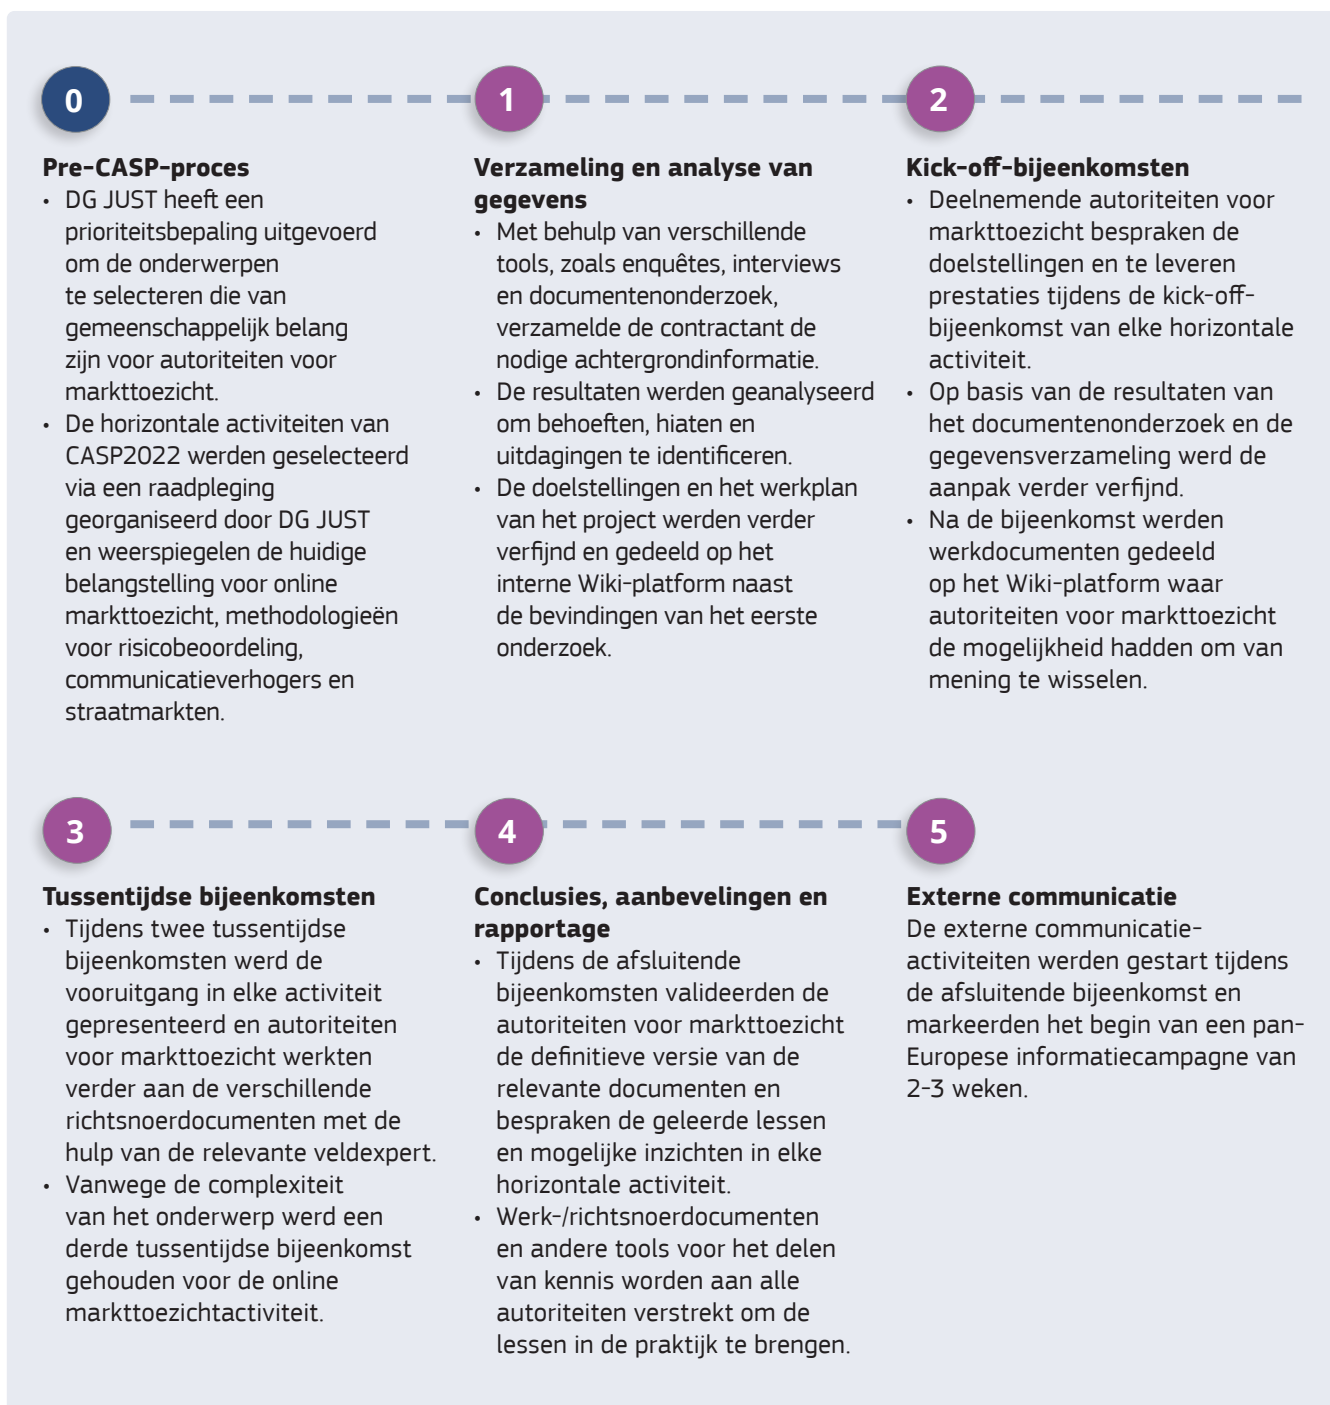 0
Pre-CASP-proces
• DG JUST heeft een
prioriteitsbepaling uitgevoerd
om de onderwerpen
te selecteren die van
gemeenschappelijk belang
zijn voor autoriteiten voor
markttoezicht.
• De horizontale activiteiten van
CASP2022 werden geselecteerd
via een raadpleging
georganiseerd door DG JUST
en weerspiegelen de huidige
belangstelling voor online
markttoezicht, methodologieën
voor risicobeoordeling,
communicatieverhogers en
straatmarkten.
1
Verzameling en analyse van
gegevens
• Met behulp van verschillende
tools, zoals enquêtes, interviews
en documentenonderzoek,
verzamelde de contractant de
nodige achtergrondinformatie.
• De resultaten werden geanalyseerd
om behoeften, hiaten en
uitdagingen te identificeren.
• De doelstellingen en het werkplan
van het project werden verder
verfijnd en gedeeld op het
interne Wiki-platform naast
de bevindingen van het eerste
onderzoek.
2
Kick-off-bijeenkomsten
• Deelnemende autoriteiten voor
markttoezicht bespraken de
doelstellingen en te leveren
prestaties tijdens de kick-off-
bijeenkomst van elke horizontale
activiteit.
• Op basis van de resultaten van
het documentenonderzoek en de
gegevensverzameling werd de
aanpak verder verfijnd.
• Na de bijeenkomst werden
werkdocumenten gedeeld
op het Wiki-platform waar
autoriteiten voor markttoezicht
de mogelijkheid hadden om van
mening te wisselen.
3
Tussentijdse bijeenkomsten
• Tijdens twee tussentijdse
bijeenkomsten werd de
vooruitgang in elke activiteit
gepresenteerd en autoriteiten
voor markttoezicht werkten
verder aan de verschillende
richtsnoerdocumenten met de
hulp van de relevante veldexpert.
• Vanwege de complexiteit
van het onderwerp werd een
derde tussentijdse bijeenkomst
gehouden voor de online
markttoezichtactiviteit.
4
Conclusies, aanbevelingen en
rapportage
• Tijdens de afsluitende
bijeenkomsten valideerden de
autoriteiten voor markttoezicht
de definitieve versie van de
relevante documenten en
bespraken de geleerde lessen
en mogelijke inzichten in elke
horizontale activiteit.
• Werk-/richtsnoerdocumenten
en andere tools voor het delen
van kennis worden aan alle
autoriteiten verstrekt om de
lessen in de praktijk te brengen.
5
Externe communicatie
De externe communicatie-
activiteiten werden gestart tijdens
de afsluitende bijeenkomst en
markeerden het begin van een pan-
Europese informatiecampagne van
2-3 weken.